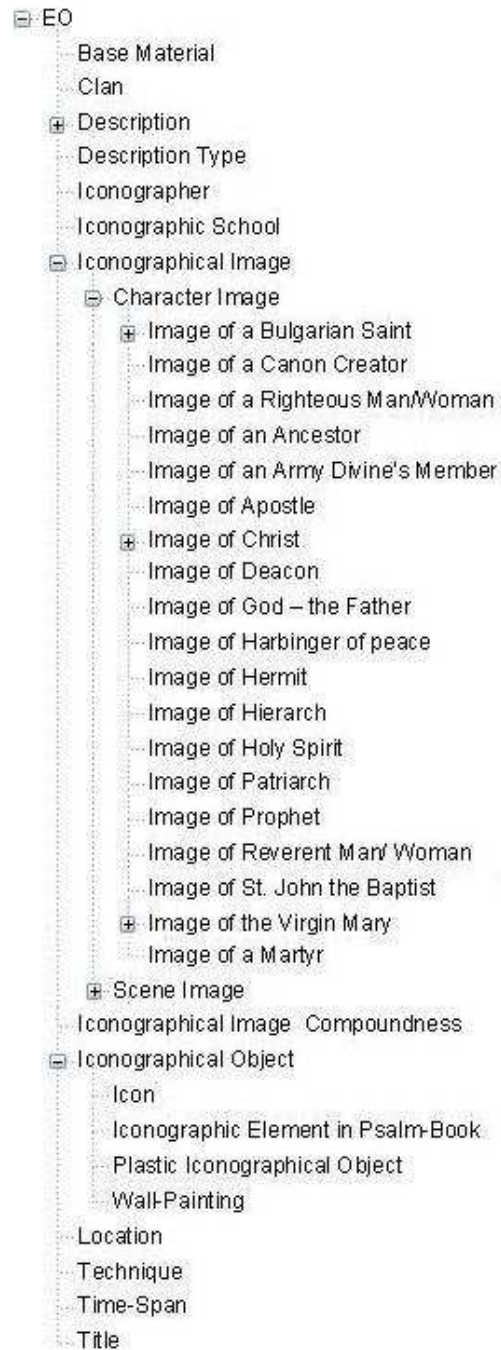 EO
Base Material
Clan
Description
Description Type
Iconographer
Iconographic School
Iconographical Image
Character Image
Image of a Bulgarian Saint
Image of a Canon Creator
Image of a Righteous Man/Woman
Image of an Ancestor
Image of an Army Divine's Member
Image of Apostle
Image of Christ
Image of Deacon
Image of God – the Father
Image of Harbinger of peace
Image of Hermit
Image of Hierarch
Image of Holy Spirit
Image of Patriarch
Image of Prophet
Image of Reverent Man/ Woman
Image of St. John the Baptist
Image of the Virgin Mary
Image of a Martyr
Scene Image
Iconographical Image Compoundness
Iconographical Object
Icon
Iconographic Element in Psalm-Book
Plastic Iconographical Object
Wall-Painting
Location
Technique
Time-Span
Title